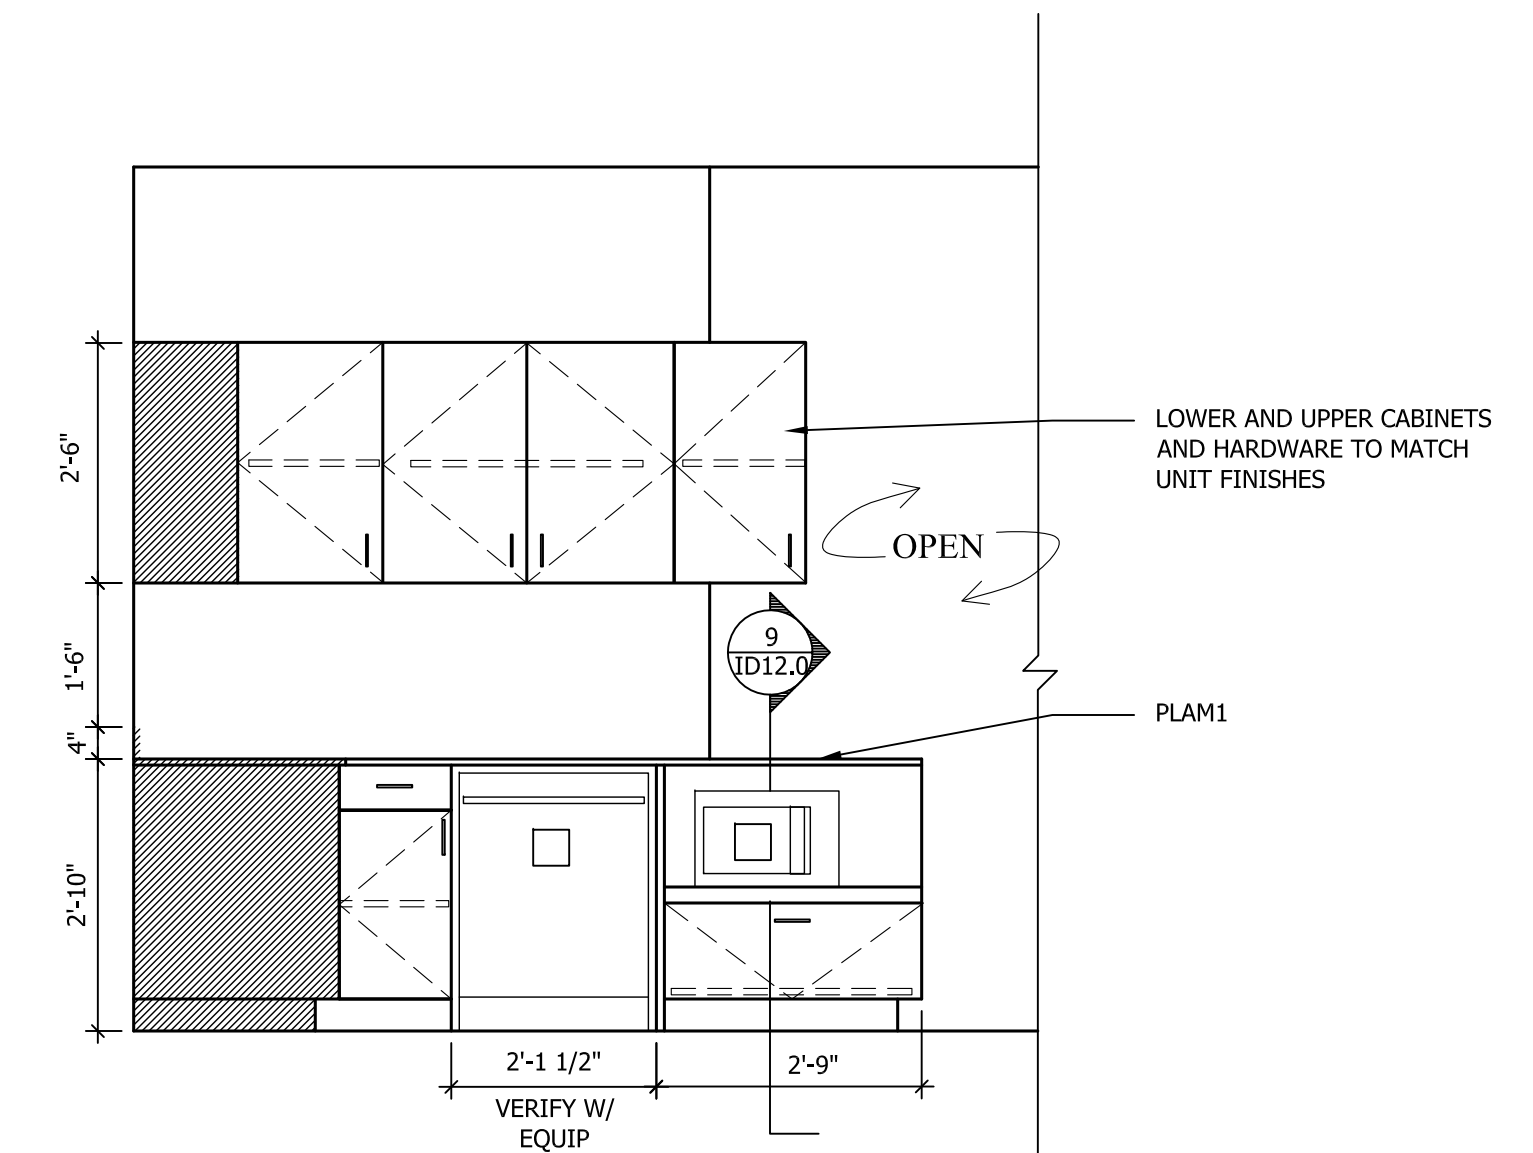 2'-6"
LOWER AND UPPER CABINETS
AND HARDWARE TO MATCH
UNIT FINISHES
OPEN
9
ID12.0
1'-6"
4"
PLAM1
2'-10"
2'-1 1/2"
2'-9"
VERIFY W/
EQUIP